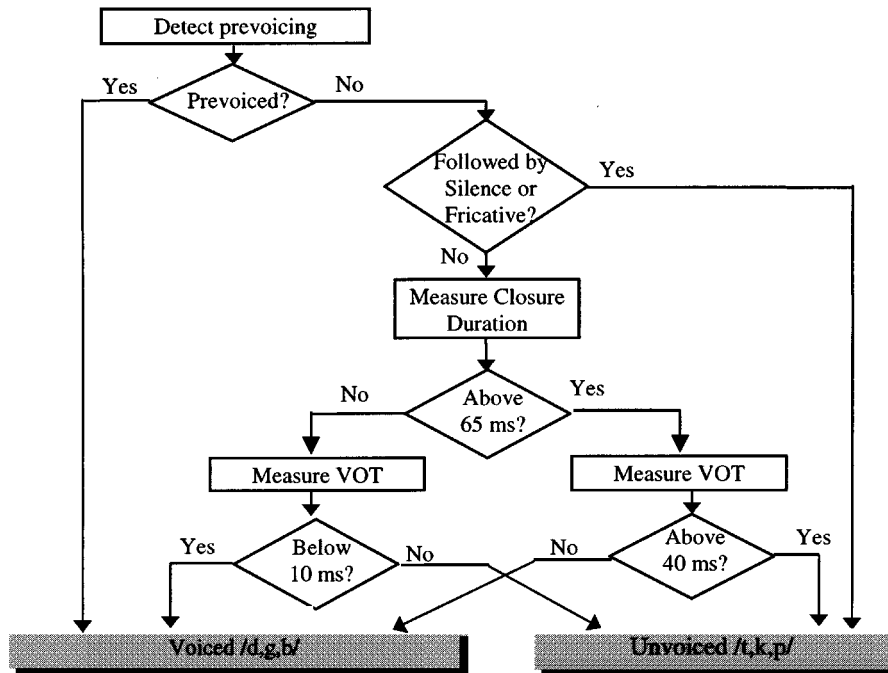 Detect prevoicing
Yes
Prevoiced?
No
Followed by
Silence or
Fricative?
Yes
No
Measure Closure
Duration
No
Above
65 ms?
Yes
Measure VOT
Measure VOT
Yes
Below
10 ms?
No
No
Above
40 ms?
Yes
Voiced /d,g,b/
Unvoiced /t,k,p/